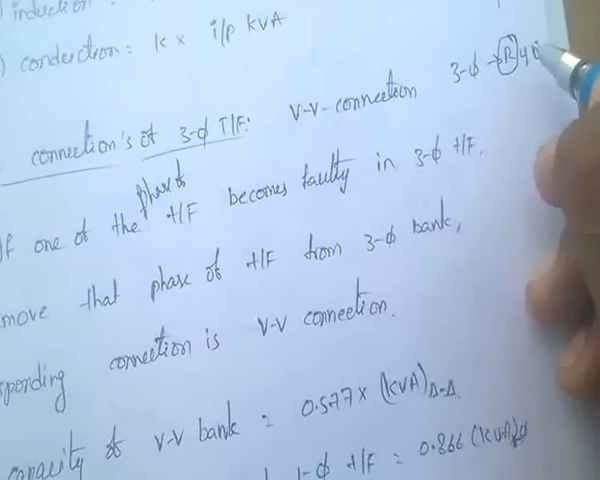 ) induction :
) conduction : K x i/p KVA
connection's of 3-ϕ T/F: V-V-connection 3-ϕ → R y
phase of
If one of the t/F becomes faulty in 3-ϕ t/F,
move that phase of t/F from 3-ϕ bank,
sponding connection is V-V connection.
capacity of V-V bank = 0.577 x (KVA)Δ-Δ
1-ϕ t/F = 0.866 (KVA)